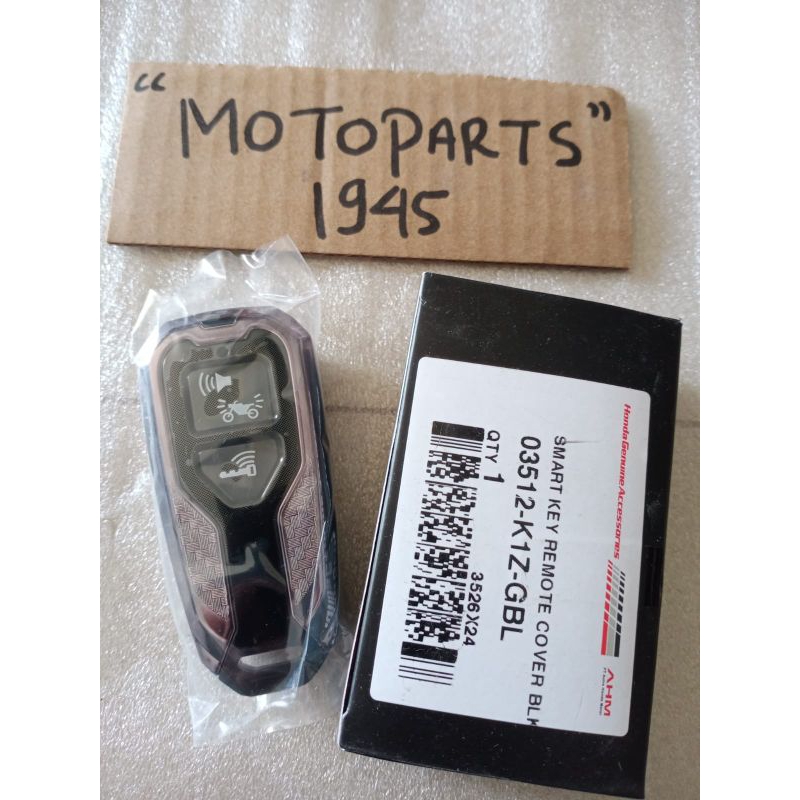 “MOTOPARTS”
1945
Honda Genuine Accessories
AHM
SMART KEY REMOTE COVER BLK
03512-K1Z-GBL
QTY 1
3526X24